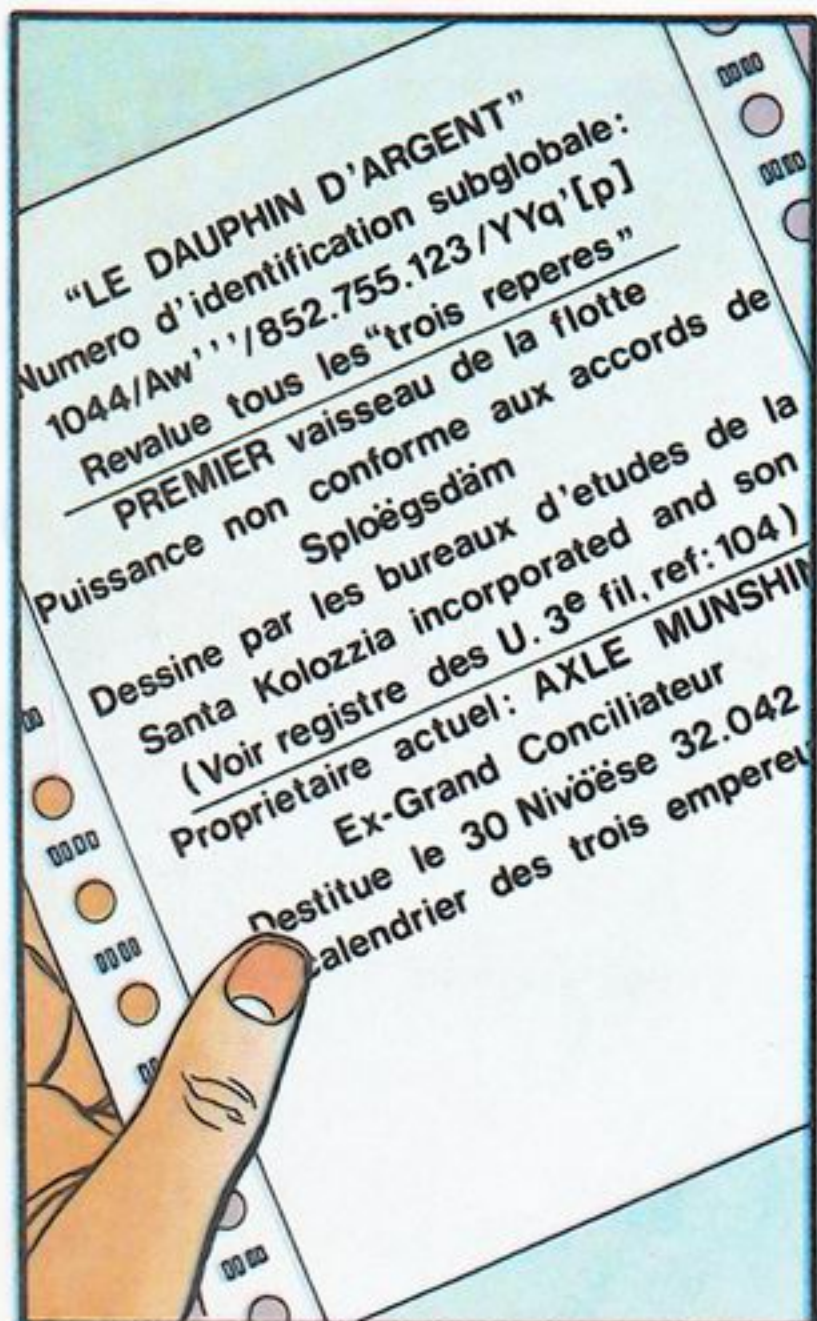 “LE DAUPHIN D’ARGENT”
Numero d’identification subglobale:
1044/Aw’’’/852.755.123/YYq’[p]
Revalue tous les “trois reperes”
PREMIER vaisseau de la flotte
Puissance non conforme aux accords de
Sploëgsdäm
Dessine par les bureaux d’etudes de la
Santa Kolozzia incorporated and son
(Voir registre des U. 3e fil, ref: 104)
Proprietaire actuel: AXLE MUNSHIN
Ex-Grand Conciliateur
Destitue le 30 Nivöëse 32.042
calendrier des trois empereu